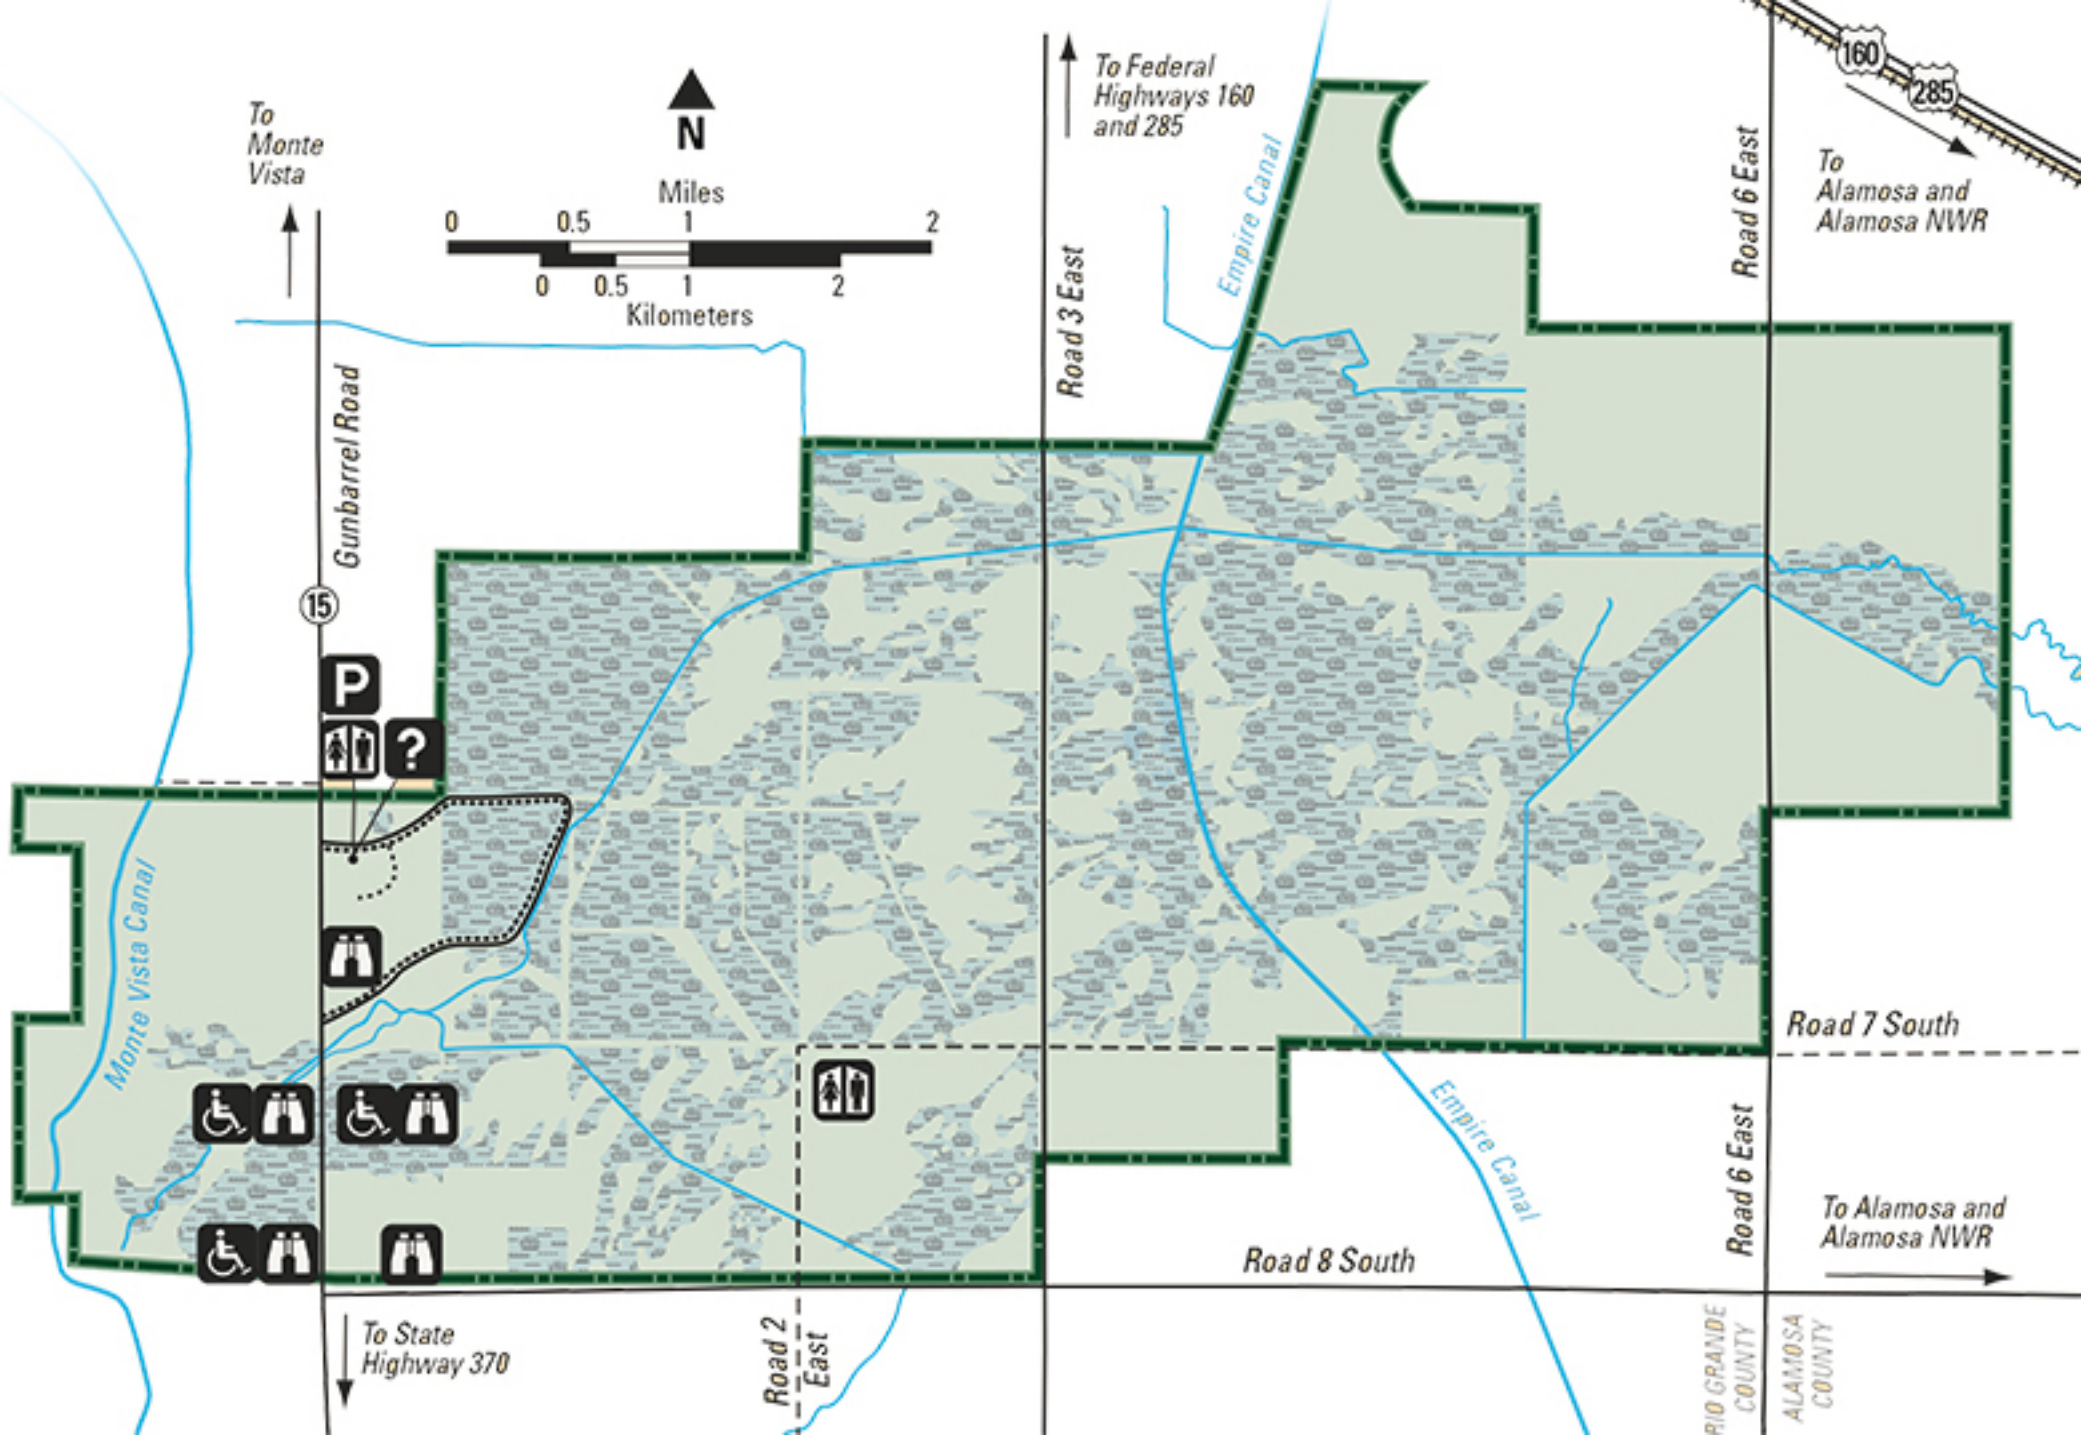 160
285
To Federal
Highways 160
and 285
To
Monte
Vista
N
Miles
0 0.5 1 2
0 0.5 1 2
Kilometers
Empire Canal
Road 3 East
Road 6 East
To
Alamosa and
Alamosa NWR
Gunbarrel Road
15
P
?
Monte Vista Canal
Road 7 South
Empire Canal
Road 6 East
To Alamosa and
Alamosa NWR
Road 8 South
To State
Highway 370
Road 2
East
RIO GRANDE
COUNTY
ALAMOSA
COUNTY